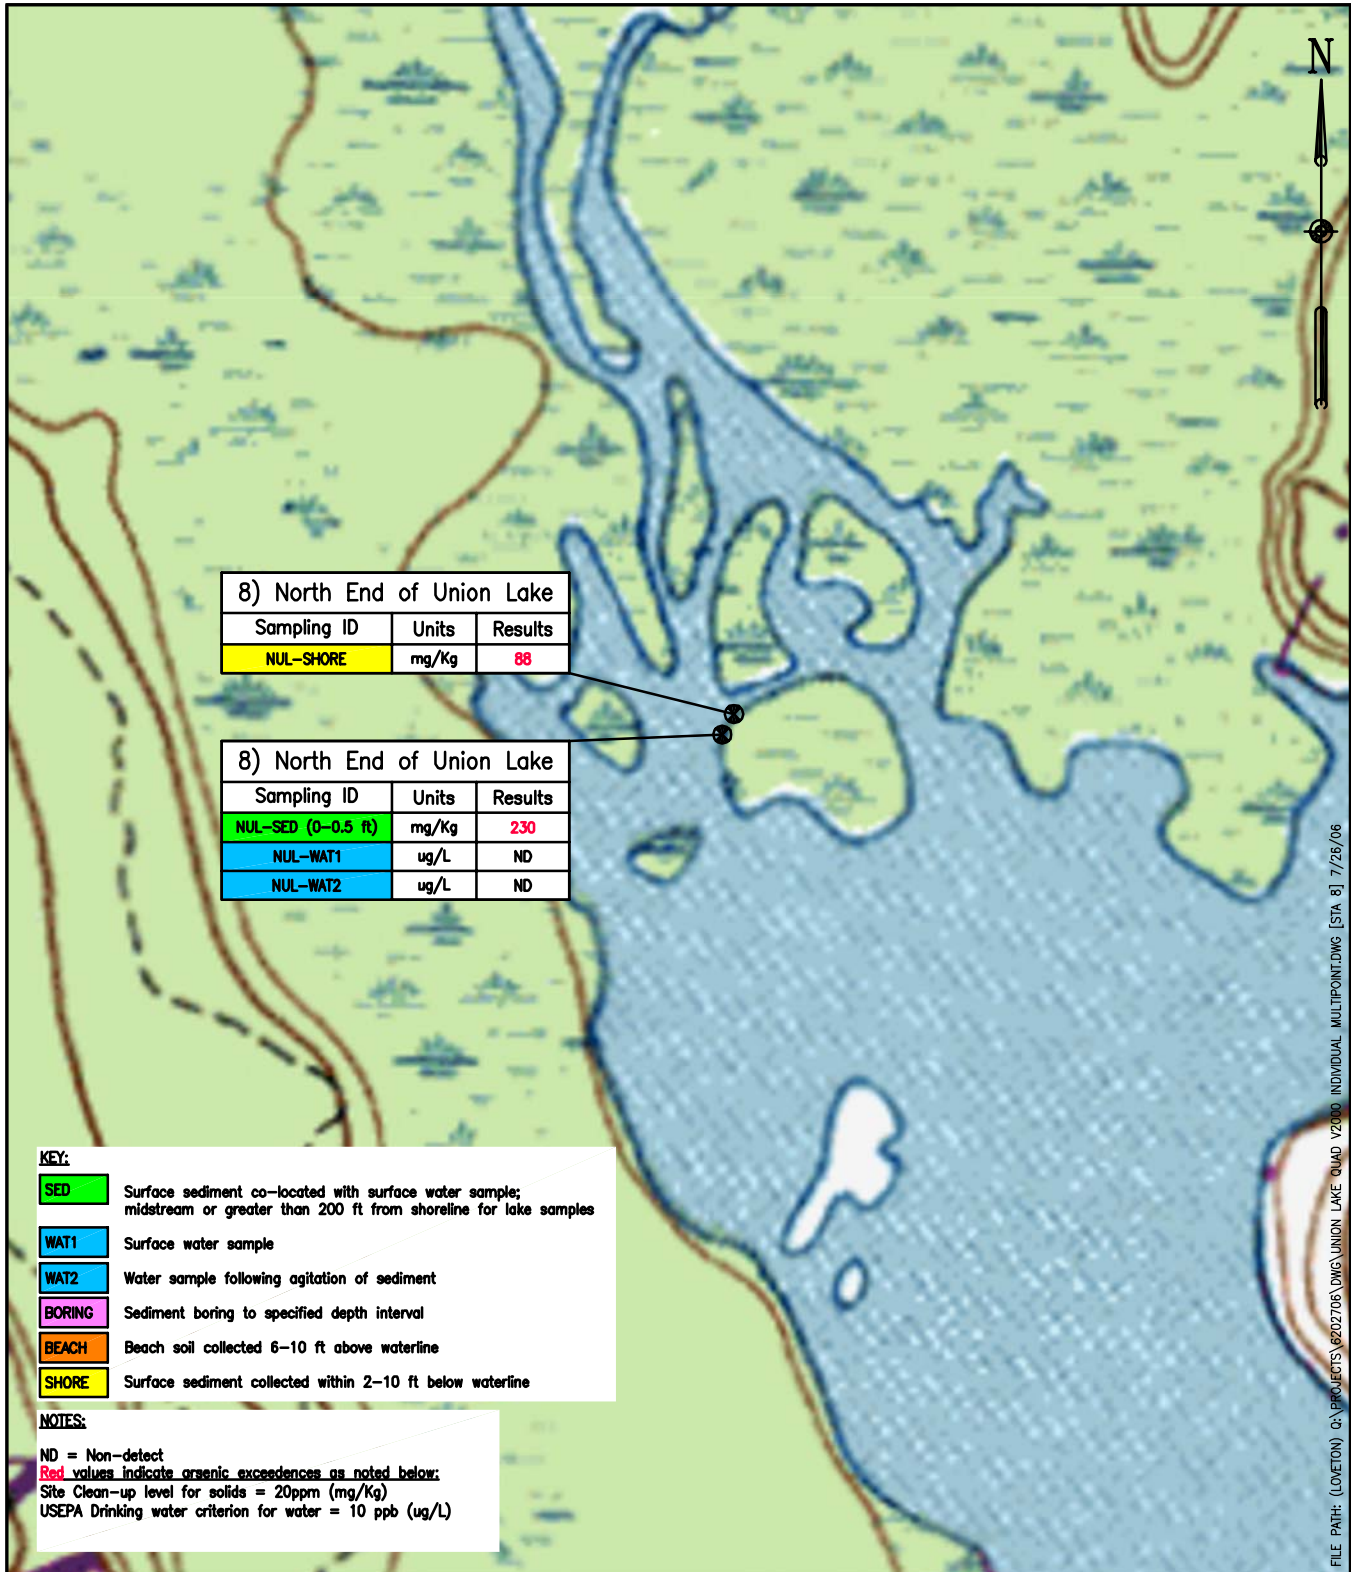 N
8) North End of Union Lake
Sampling ID Units Results
NUL-SHORE mg/Kg 88
8) North End of Union Lake
Sampling ID Units Results
NUL-SED (0-0.5 ft) mg/Kg 230
NUL-WAT1 ug/L ND
NUL-WAT2 ug/L ND
KEY:
SED Surface sediment co-located with surface water sample;
midstream or greater than 200 ft from shoreline for lake samples
WAT1 Surface water sample
WAT2 Water sample following agitation of sediment
BORING Sediment boring to specified depth interval
BEACH Beach soil collected 6-10 ft above waterline
SHORE Surface sediment collected within 2-10 ft below waterline
NOTES:
ND = Non-detect
Red values indicate arsenic exceedences as noted below:
Site Clean-up level for solids = 20ppm (mg/Kg)
USEPA Drinking water criterion for water = 10 ppb (ug/L)
FILE PATH: (LOVETON) Q:\PROJECTS\6202706\DWG\UNION LAKE QUAD V2000 INDIVIDUAL MULTIPOINT.DWG [STA 8] 7/26/06